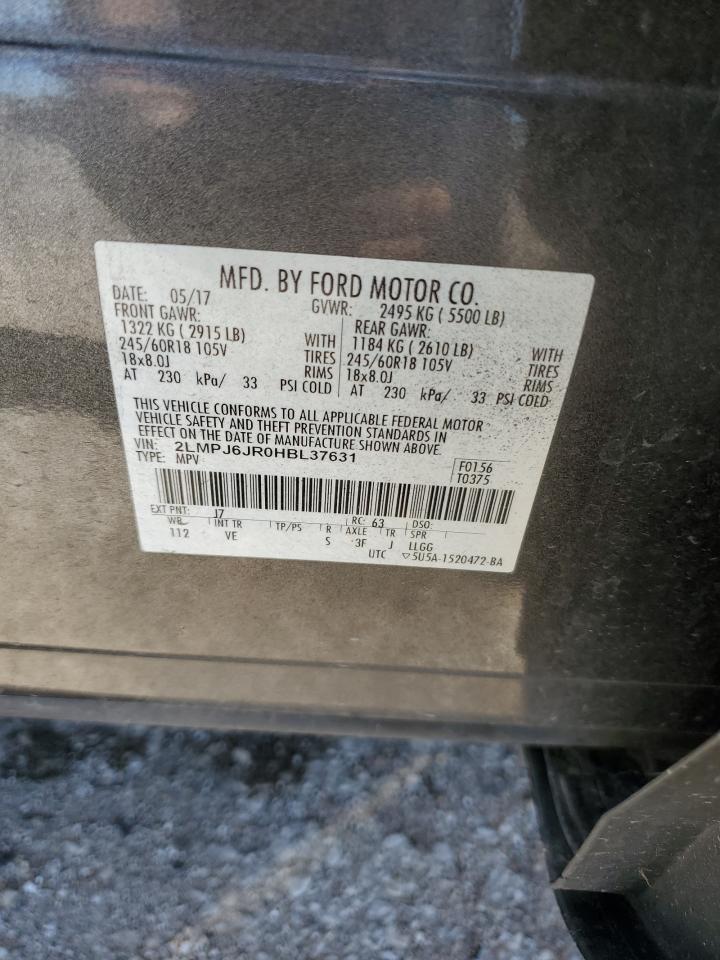 MFD. BY FORD MOTOR CO.
DATE: 05/17 GVWR: 2495 KG ( 5500 LB)
FRONT GAWR: REAR GAWR:
1322 KG ( 2915 LB) WITH 1184 KG ( 2610 LB) WITH
245/60R18 105V TIRES 245/60R18 105V TIRES
18x8.0J RIMS 18x8.0J RIMS
AT 230 kPa/ 33 PSI COLD AT 230 kPa/ 33 PSI COLD
THIS VEHICLE CONFORMS TO ALL APPLICABLE FEDERAL MOTOR
VEHICLE SAFETY AND THEFT PREVENTION STANDARDS IN
EFFECT ON THE DATE OF MANUFACTURE SHOWN ABOVE.
VIN: 2LMPJ6JR0HBL37631 F0156
TYPE: MPV T0375
EXT PNT: J7 RC: 63 DSO:
WB INT TR TP/PS R AXLE TR SPR
112 VE S 3F J LLGG
UTC ▽5U5A-1520472-BA